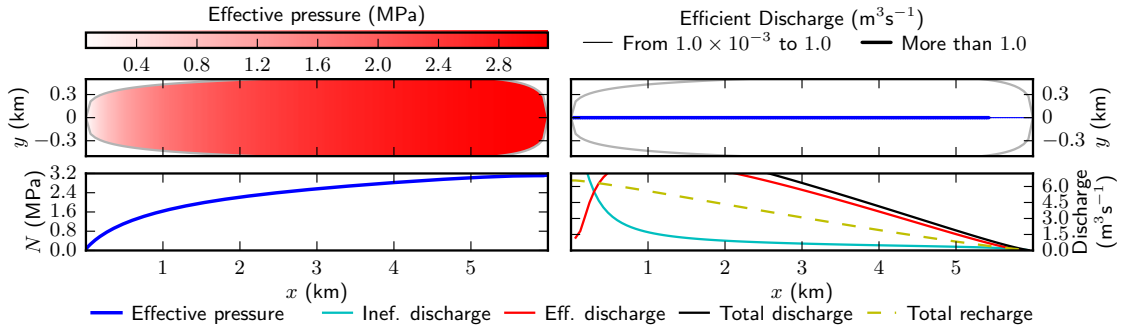 Effective pressure (MPa)
0.4 0.8 1.2 1.6 2.0 2.4 2.8
Efficient Discharge (m³s⁻¹)
From 1.0 × 10⁻³ to 1.0 More than 1.0
y (km)
0.3
0
−0.3
0.3
0
−0.3
y (km)
N (MPa)
3.2
2.4
1.6
0.8
0.0
1 2 3 4 5
x (km)
6.0
4.5
3.0
1.5
0.0
Discharge
(m³s⁻¹)
1 2 3 4 5
x (km)
Effective pressure Inef. discharge Eff. discharge Total discharge Total recharge